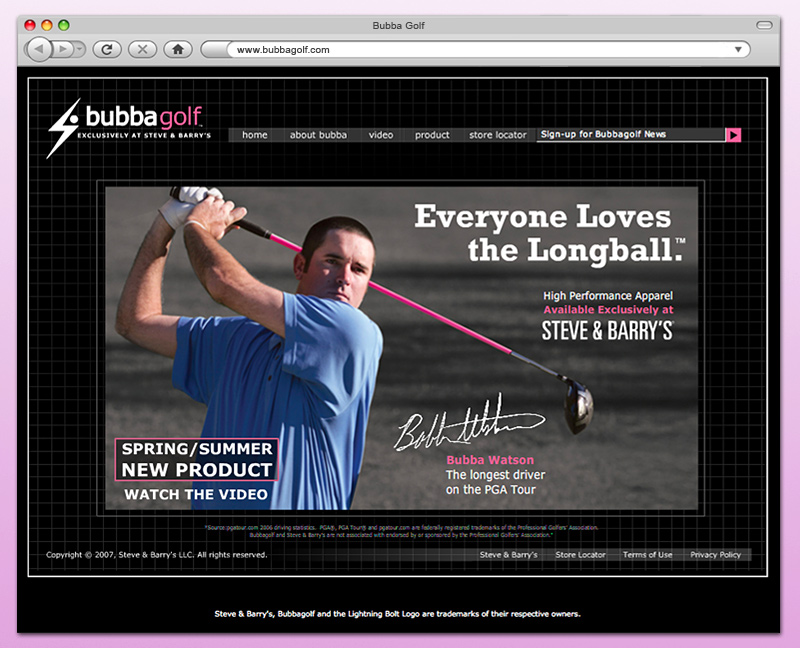 Bubba Golf
www.bubbagolf.com
bubbagolf™
EXCLUSIVELY AT STEVE & BARRY'S
home about bubba video product store locator Sign-up for Bubbagolf News
Everyone Loves
the Longball.™
High Performance Apparel
Available Exclusively at
STEVE & BARRY'S
Bubba Watson
Bubba Watson
The longest driver
on the PGA Tour
SPRING/SUMMER
NEW PRODUCT
WATCH THE VIDEO
*Source:pgatour.com 2006 driving statistics. PGA®, PGA Tour® and pgatour.com are federally registered trademarks of the Professional Golfers' Association.
Bubbagolf and Steve & Barry's are not associated with endorsed by or sponsored by the Professional Golfers' Association.*
Copyright © 2007, Steve & Barry's LLC. All rights reserved. Steve & Barry's Store Locator Terms of Use Privacy Policy
Steve & Barry's, Bubbagolf and the Lightning Bolt Logo are trademarks of their respective owners.